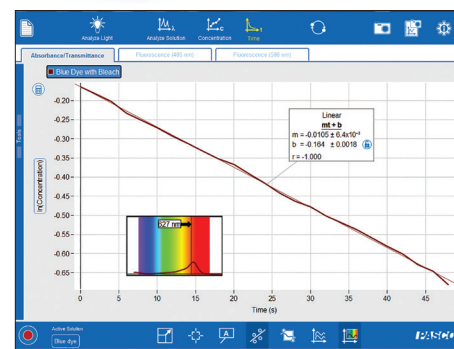 Analyze Light
Analyze Solution
Concentration
Time
Absorbance/Transmittance
Fluorescence (405 nm)
Fluorescence (500 nm)
Blue Dye with Bleach
Tools
ln(Concentration)
-0.20
-0.25
-0.30
-0.35
-0.40
-0.45
-0.50
-0.55
-0.60
-0.65
Linear
mt + b
m = -0.0105 ± 6.4x10⁻⁴
b = -0.164 ± 0.0018
r = -1.000
627 nm
0 5 10 15 20 25 30 35 40 45
Time (s)
Active Solution
Blue dye
PASCO